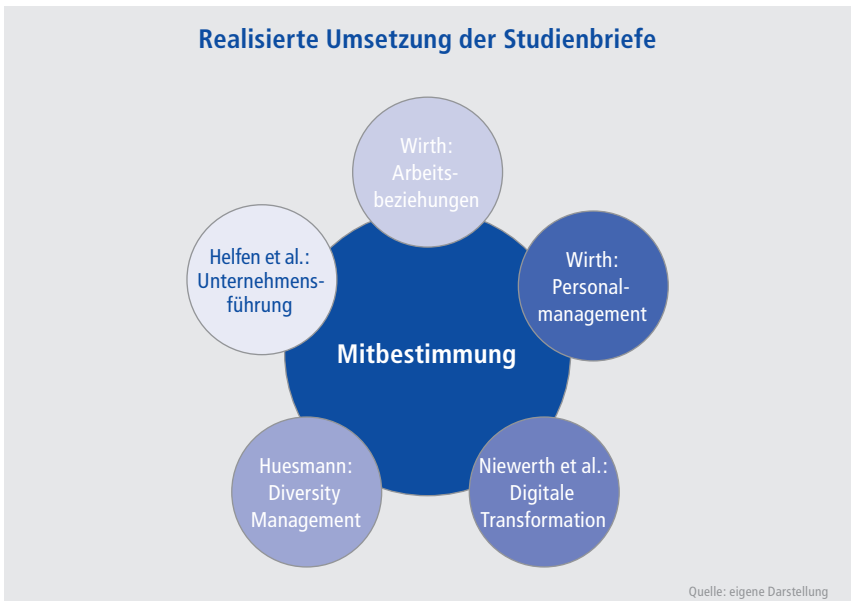 Realisierte Umsetzung der Studienbriefe
Wirth:
Arbeits-
beziehungen
Helfen et al.:
Unternehmens-
führung
Wirth:
Personal-
management
Mitbestimmung
Huesmann:
Diversity
Management
Niewerth et al.:
Digitale
Transformation
Quelle: eigene Darstellung